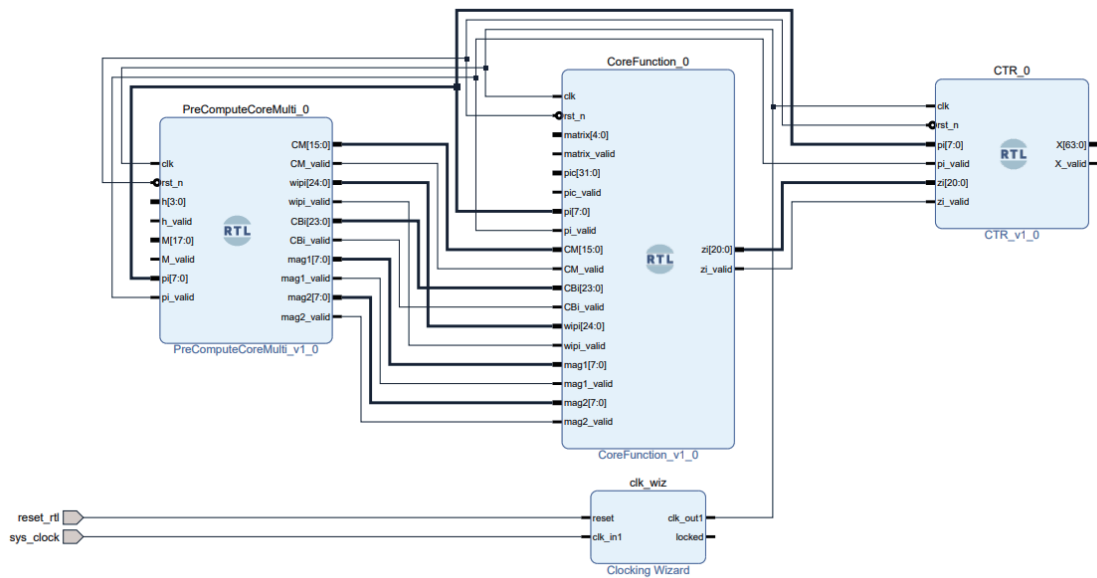 PreComputeCoreMulti_0
clk
rst_n
h[3:0]
h_valid
M[17:0]
M_valid
pi[7:0]
pi_valid
RTL
CM[15:0]
CM_valid
wipi[24:0]
wipi_valid
CBi[23:0]
CBi_valid
mag1[7:0]
mag1_valid
mag2[7:0]
mag2_valid
PreComputeCoreMulti_v1_0
CoreFunction_0
clk
rst_n
matrix[4:0]
matrix_valid
pic[31:0]
pic_valid
pi[7:0]
pi_valid
CM[15:0]
CM_valid
CBi[23:0]
CBi_valid
wipi[24:0]
wipi_valid
mag1[7:0]
mag1_valid
mag2[7:0]
mag2_valid
RTL
zi[20:0]
zi_valid
CoreFunction_v1_0
CTR_0
clk
rst_n
pi[7:0]
pi_valid
zi[20:0]
zi_valid
RTL
X[63:0]
X_valid
CTR_v1_0
reset_rtl
sys_clock
clk_wiz
reset
clk_in1
clk_out1
locked
Clocking Wizard